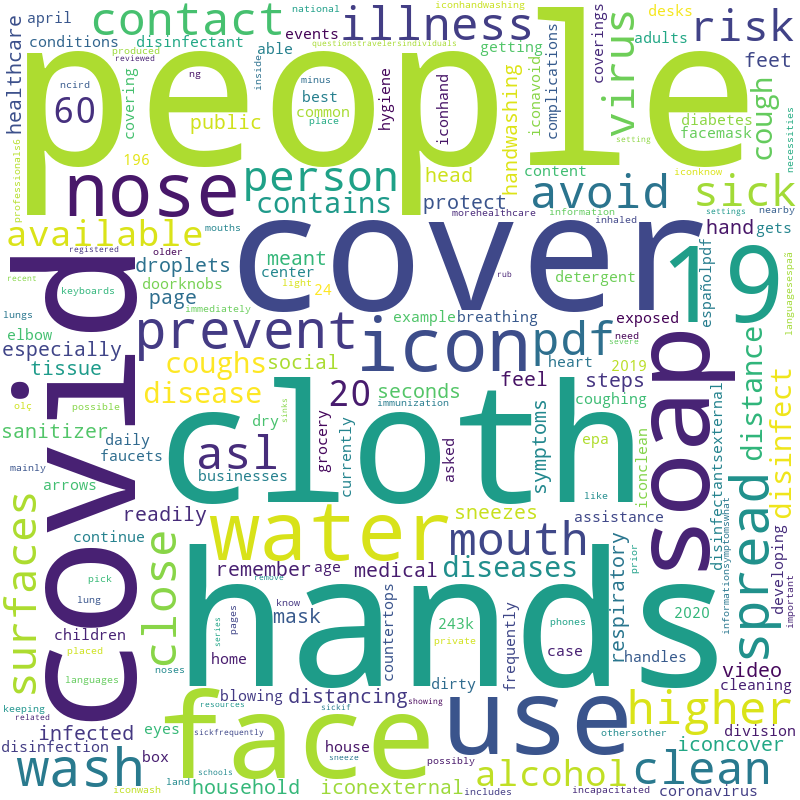 april
national
iconhandwashing
contact
illness
events
questionstravelersindividuals
getting
coverings
desks
risk
conditions
disinfectant
produced
reviewed
able
adults
healthcare
ncird
covering
60
inside
ng
minus
best
common
place
hygiene
iconhand
handwashing
iconavoid
complications
virus
feet
people
public
diabetes
facemask
cough
setting
necessities
196
professionals6
nose
person
contains
head
content
iconknow
protect
avoid
sick
morehealthcare
information
settings
nearby
available
mouths
older
inhaled
hand
gets
registered
droplets
meant
cover
rub
19
recent
doorknobs
center
detergent
españolpdf
languagesespaã
lungs
keyboards
page
light
24
immediately
covid
prevent
example
breathing
exposed
elbow
icon
pdf
need
severe
especially
coughs
social
heart
2019
tissue
disease
20
seconds
feel
steps
soap
distance
olç
possible
immunization
coughing
sanitizer
dry
sinks
cloth
asl
grocery
currently
asked
symptoms
epa
iconclean
disinfectantsexternal
disinfect
mainly
daily
faucets
businesses
like
arrows
surfaces
readily
water
sneezes
assistance
continue
mouth
spread
close
remember
age
medical
diseases
respiratory
prior
informationsymptomswhat
developing
important
pick
remove
lung
hands
children
series
pages
know
mask
countertops
243k
private
frequently
phones
2020
placed
home
case
handles
video
languages
noses
dirty
cleaning
keeping
related
face
blowing
distancing
use
higher
infected
eyes
resources
sickif
showing
othersother
division
disinfection
box
sickfrequently
house
possibly
iconcover
wash
schools
sneeze
alcohol
clean
land
household
iconexternal
includes
incapacitated
coronavirus
iconwash